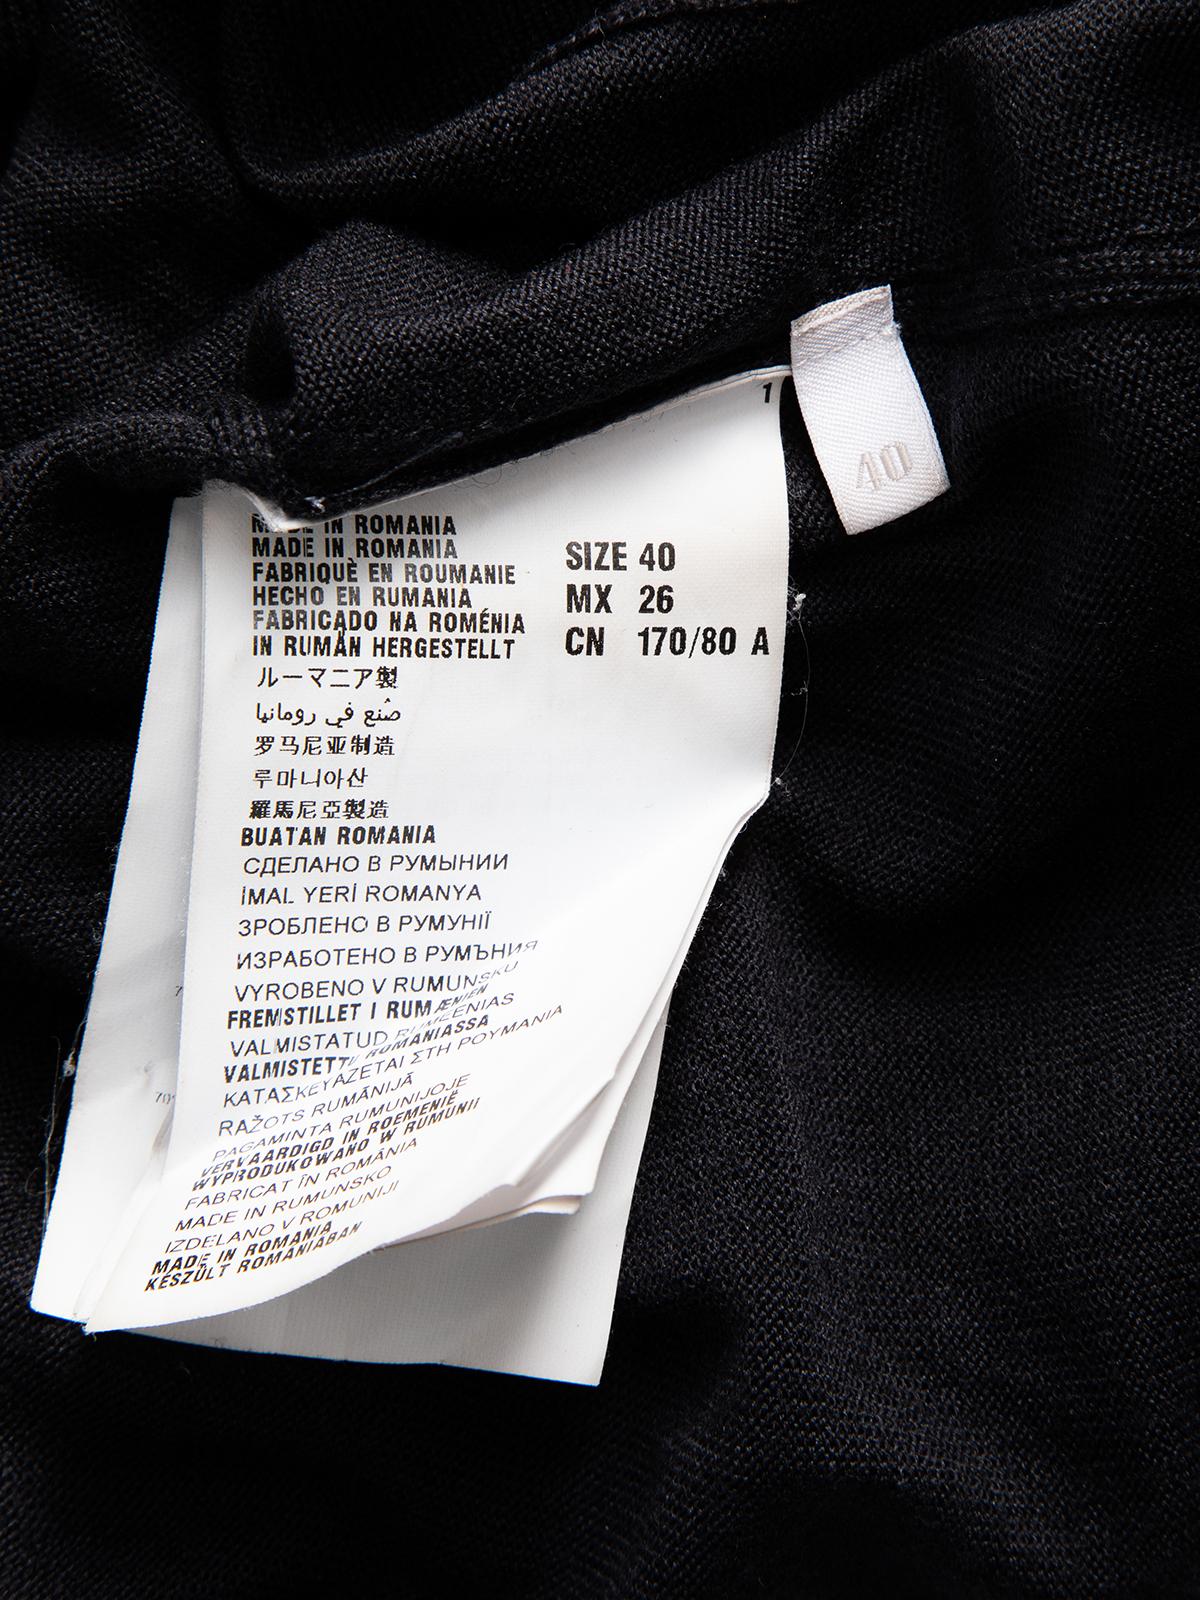 1
40
MADE IN ROMANIA
MADE IN ROMANIA
FABRIQUÈ EN ROUMANIE
HECHO EN RUMANIA
FABRICADO NA ROMÉNIA
IN RUMÄN HERGESTELLT
ルーマニア製
صُنع في رومانيا
罗马尼亚制造
루마니아산
羅馬尼亞製造
BUATAN ROMANIA
СДЕЛАНО В РУМЫНИИ
İMAL YERİ ROMANYA
ЗРОБЛЕНО В РУМУНІЇ
ИЗРАБОТЕНО В РУМЪНИЯ
VYROBENO V RUMUNSKU
FREMSTILLET I RUMÆNIEN
VALMISTATUD RUMEENIAS
VALMISTETTU ROMANIASSA
ΚΑΤΑΣΚΕΥΑΖΕΤΑΙ ΣΤΗ ΡΟΥΜΑΝΙΑ
RAŽOTS RUMĀNIJĀ
PAGAMINTA RUMUNIJOJE
VERVAARDIGD IN ROEMENIË
WYPRODUKOWANO W RUMUNII
FABRICAT ÎN ROMÂNIA
MADE IN RUMUNSKO
IZDELANO V ROMUNIJI
MADE IN ROMANIA
KÉSZÜLT ROMÁNIÁBAN
SIZE 40
MX 26
CN 170/80 A